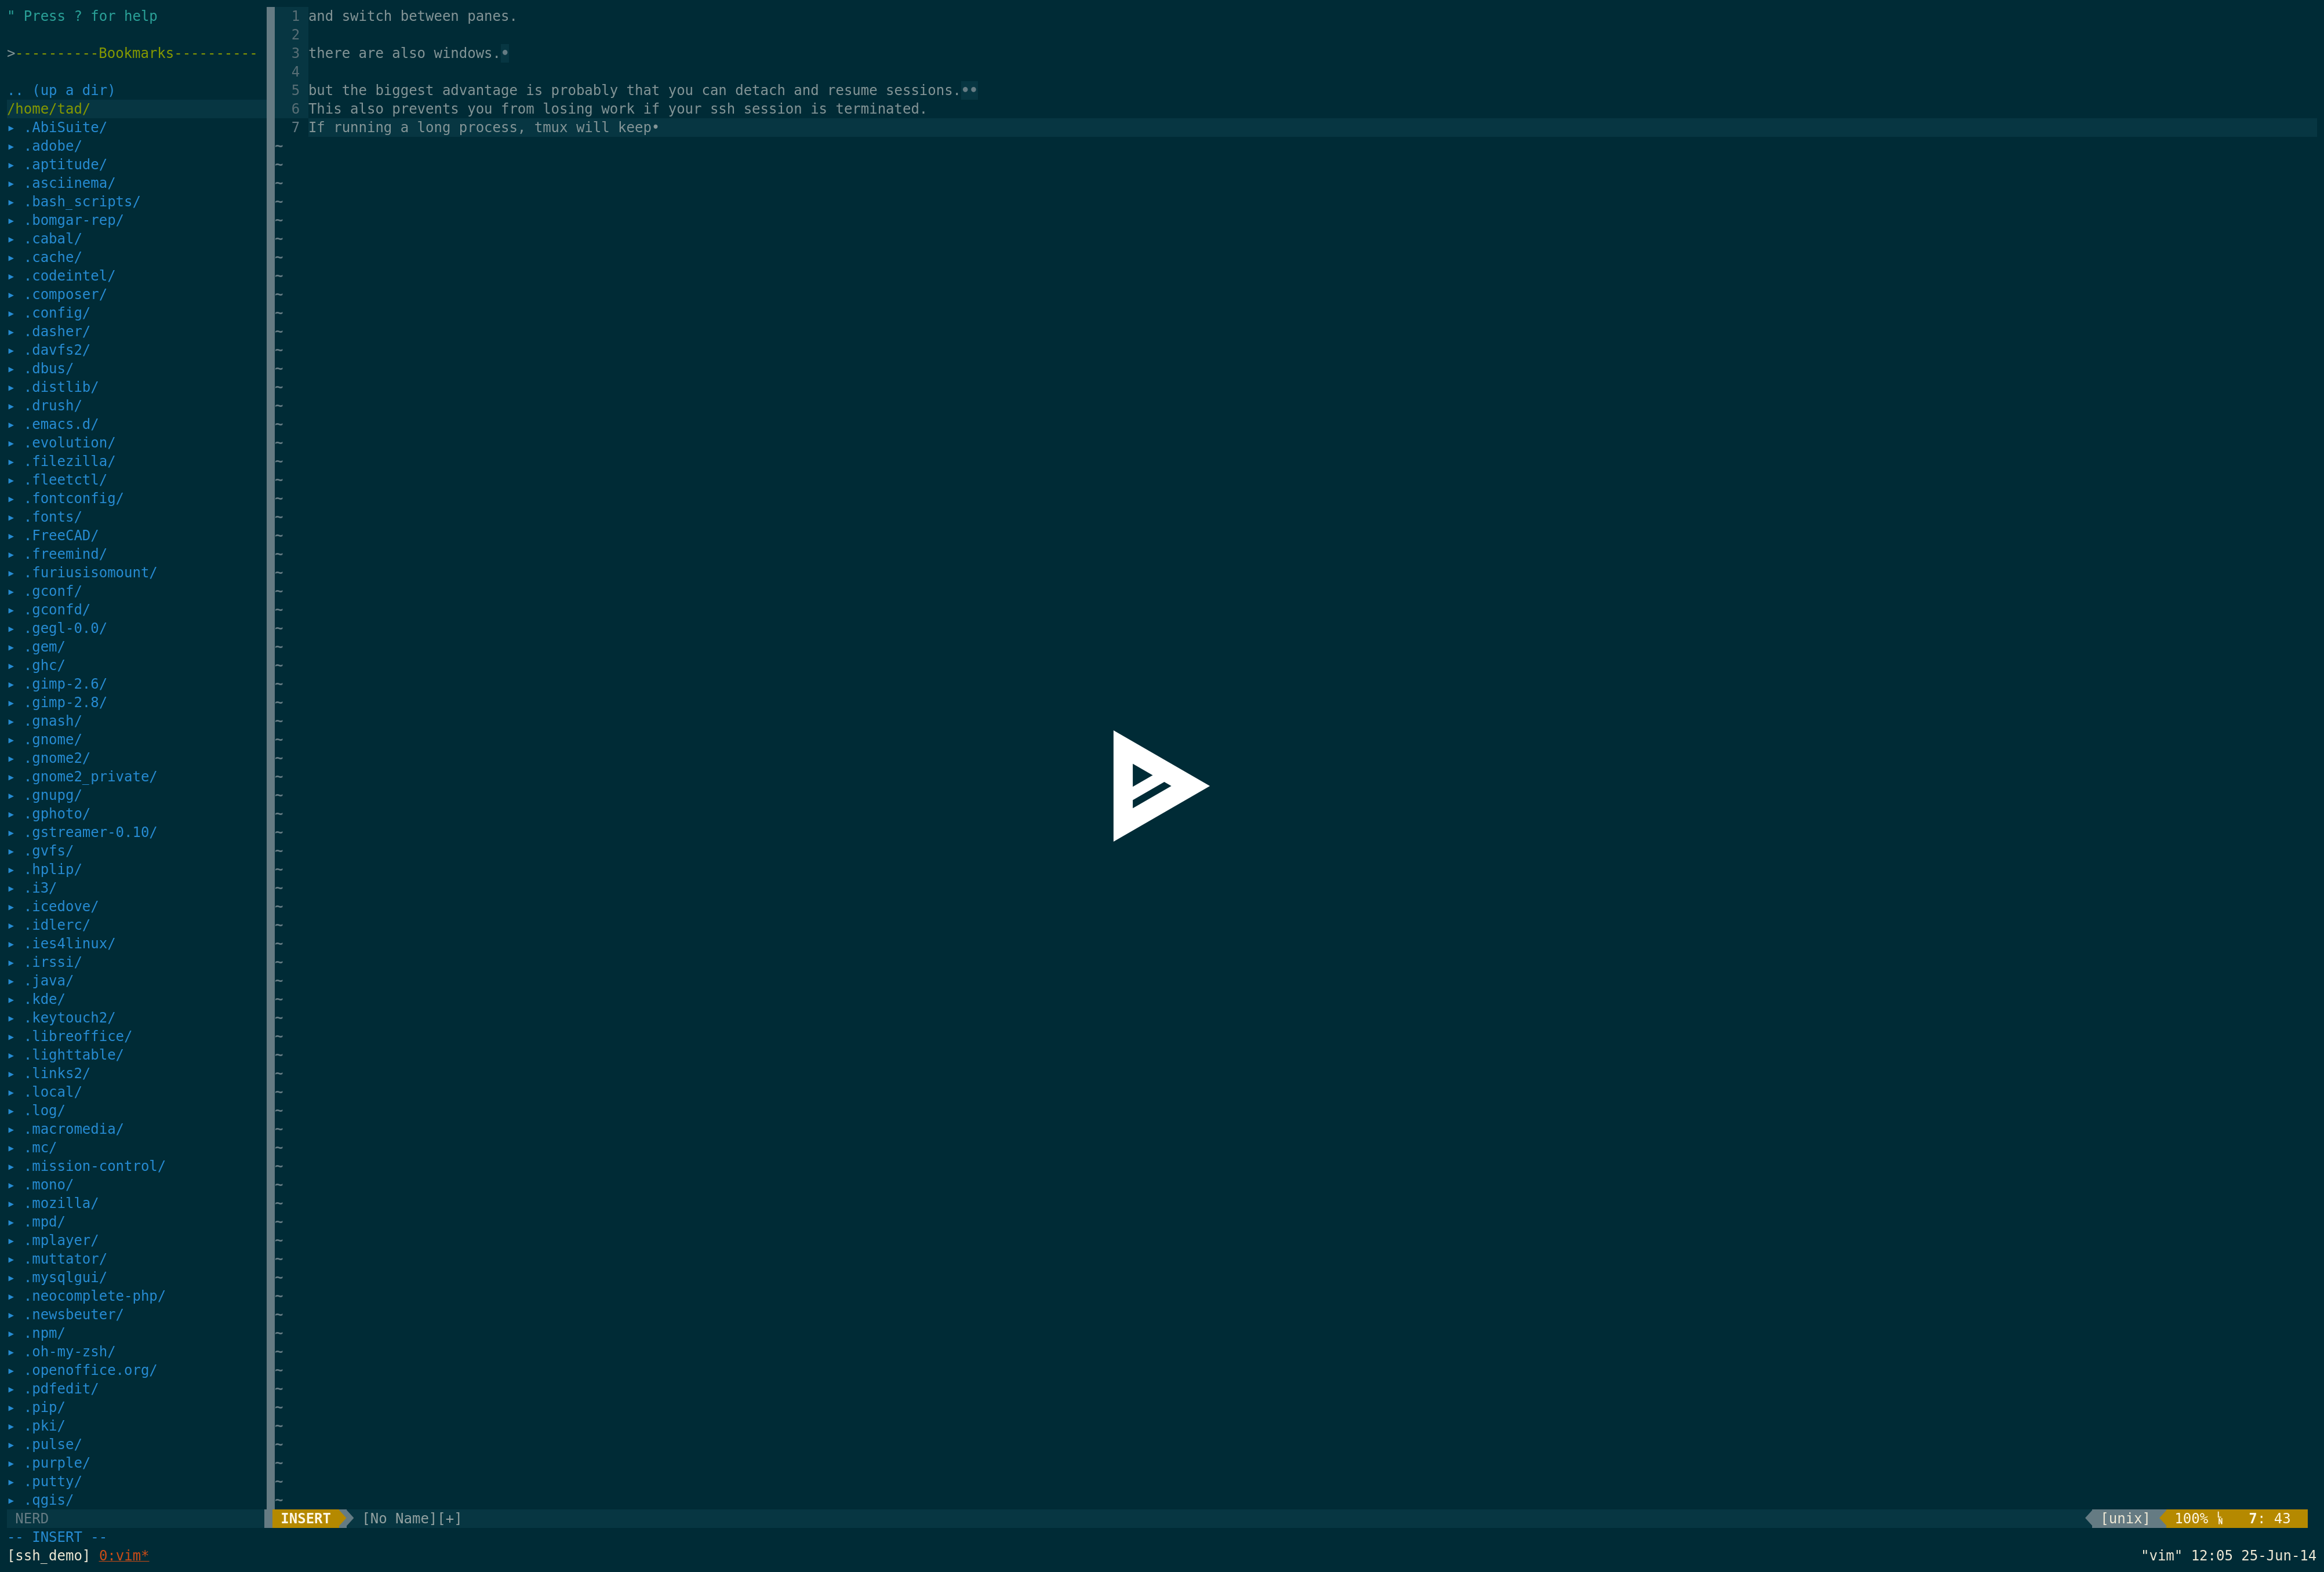 " Press ? for help
>----------Bookmarks----------
.. (up a dir)
/home/tad/
▸ .AbiSuite/
▸ .adobe/
▸ .aptitude/
▸ .asciinema/
▸ .bash_scripts/
▸ .bomgar-rep/
▸ .cabal/
▸ .cache/
▸ .codeintel/
▸ .composer/
▸ .config/
▸ .dasher/
▸ .davfs2/
▸ .dbus/
▸ .distlib/
▸ .drush/
▸ .emacs.d/
▸ .evolution/
▸ .filezilla/
▸ .fleetctl/
▸ .fontconfig/
▸ .fonts/
▸ .FreeCAD/
▸ .freemind/
▸ .furiusisomount/
▸ .gconf/
▸ .gconfd/
▸ .gegl-0.0/
▸ .gem/
▸ .ghc/
▸ .gimp-2.6/
▸ .gimp-2.8/
▸ .gnash/
▸ .gnome/
▸ .gnome2/
▸ .gnome2_private/
▸ .gnupg/
▸ .gphoto/
▸ .gstreamer-0.10/
▸ .gvfs/
▸ .hplip/
▸ .i3/
▸ .icedove/
▸ .idlerc/
▸ .ies4linux/
▸ .irssi/
▸ .java/
▸ .kde/
▸ .keytouch2/
▸ .libreoffice/
▸ .lighttable/
▸ .links2/
▸ .local/
▸ .log/
▸ .macromedia/
▸ .mc/
▸ .mission-control/
▸ .mono/
▸ .mozilla/
▸ .mpd/
▸ .mplayer/
▸ .muttator/
▸ .mysqlgui/
▸ .neocomplete-php/
▸ .newsbeuter/
▸ .npm/
▸ .oh-my-zsh/
▸ .openoffice.org/
▸ .pdfedit/
▸ .pip/
▸ .pki/
▸ .pulse/
▸ .purple/
▸ .putty/
▸ .qgis/
1 and switch between panes.
2
3 there are also windows.•
4
5 but the biggest advantage is probably that you can detach and resume sessions.••
6 This also prevents you from losing work if your ssh session is terminated.
7 If running a long process, tmux will keep•
NERD INSERT [No Name][+] [unix] 100% ␤ 7: 43
-- INSERT --
[ssh_demo] 0:vim* "vim" 12:05 25-Jun-14